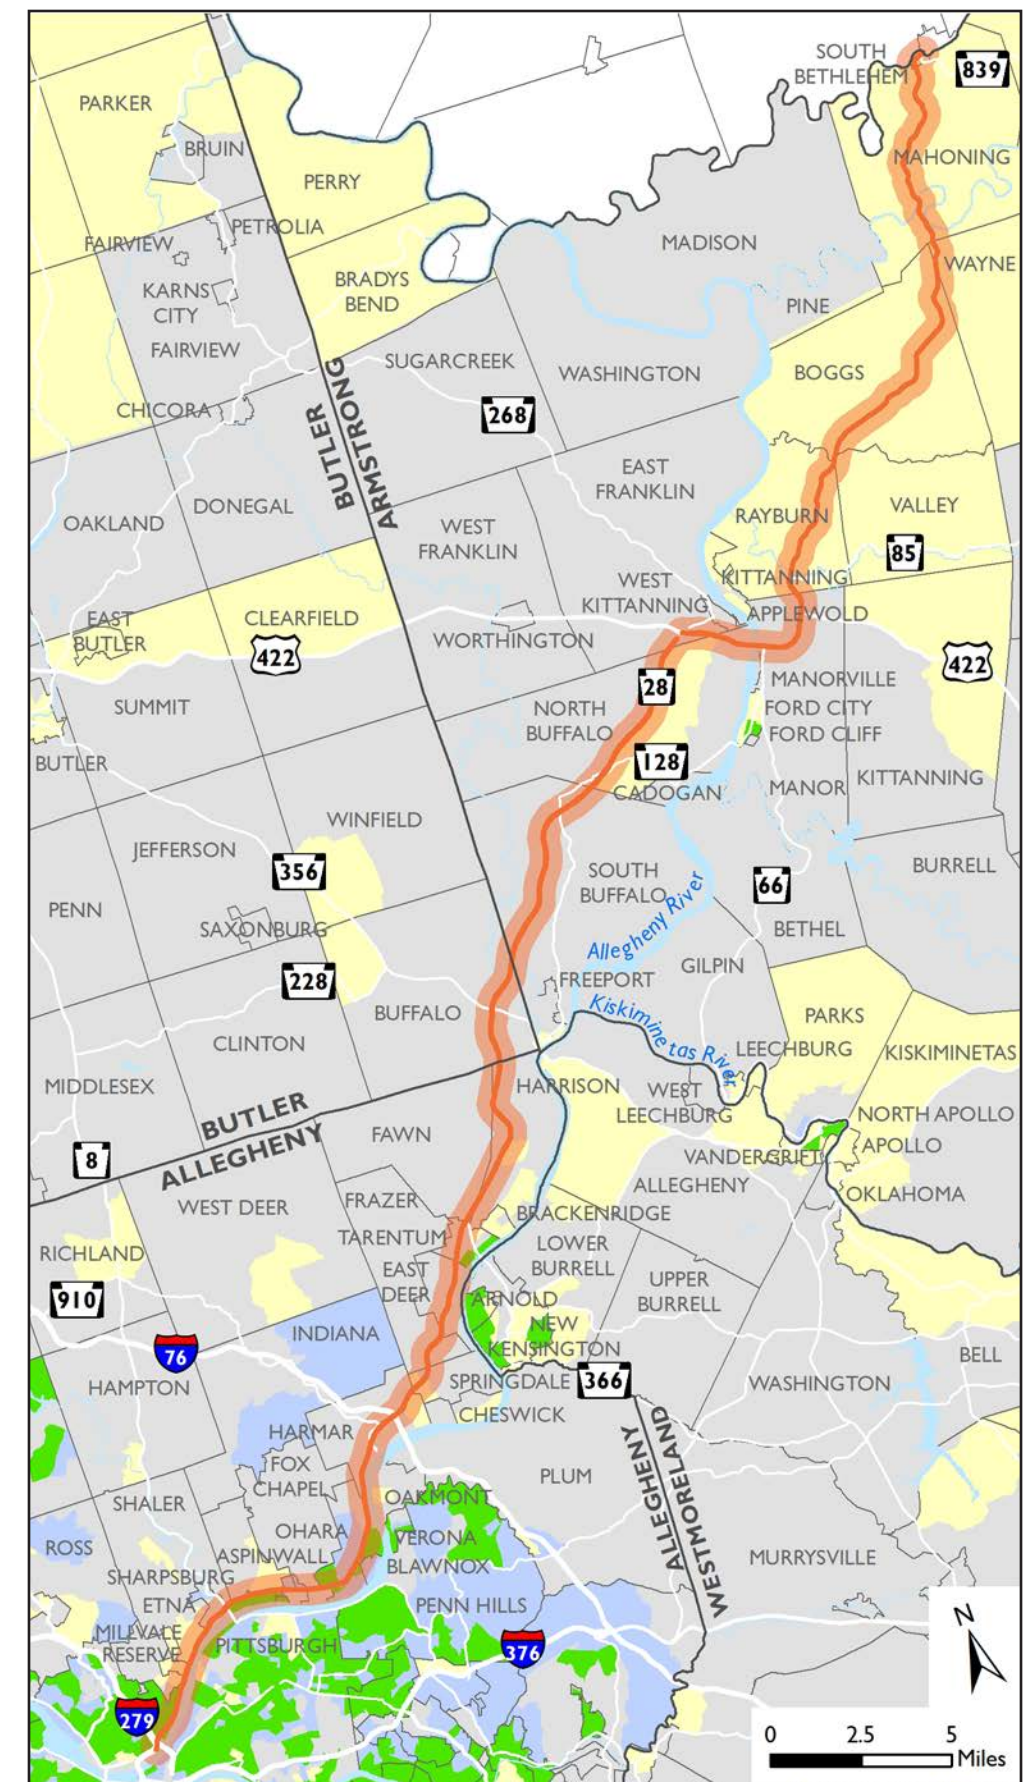 SOUTH
BETHLEHEM
839
PARKER
BRUIN
MAHONING
PERRY
PETROLIA
FAIRVIEW
MADISON
WAYNE
BRADYS
BEND
KARNS
CITY
PINE
FAIRVIEW
SUGARCREEK
WASHINGTON
BOGGS
CHICORA
268
BUTLER
ARMSTRONG
EAST
FRANKLIN
DONEGAL
OAKLAND
WEST
FRANKLIN
RAYBURN
VALLEY
85
WEST
KITTANNING
KITTANNING
APPLEWOLD
EAST
BUTLER
CLEARFIELD
422
WORTHINGTON
422
28
MANORVILLE
FORD CITY
FORD CLIFF
SUMMIT
NORTH
BUFFALO
128
BUTLER
CADOGAN
MANOR
KITTANNING
WINFIELD
JEFFERSON
356
SOUTH
BUFFALO
66
BURRELL
PENN
SAXONBURG
Allegheny River
BETHEL
228
FREEPORT
GILPIN
BUFFALO
Kiskiminetas River
PARKS
CLINTON
LEECHBURG
KISKIMINETAS
MIDDLESEX
HARRISON
WEST
LEECHBURG
NORTH APOLLO
BUTLER
ALLEGHENY
FAWN
8
APOLLO
VANDERGRIFT
ALLEGHENY
OKLAHOMA
WEST DEER
FRAZER
BRACKENRIDGE
TARENTUM
RICHLAND
LOWER
BURRELL
EAST
DEER
UPPER
BURRELL
910
ARNOLD
NEW
KENSINGTON
INDIANA
76
BELL
HAMPTON
SPRINGDALE
366
WASHINGTON
CHESWICK
HARMAR
ALLEGHENY
WESTMORELAND
FOX
CHAPEL
PLUM
OAKMONT
SHALER
OHARA
VERONA
ROSS
ASPINWALL
BLAWNOX
MURRYSVILLE
SHARPSBURG
ETNA
PENN HILLS
MILLVALE
RESERVE
PITTSBURGH
376
N
279
0 2.5 5
Miles